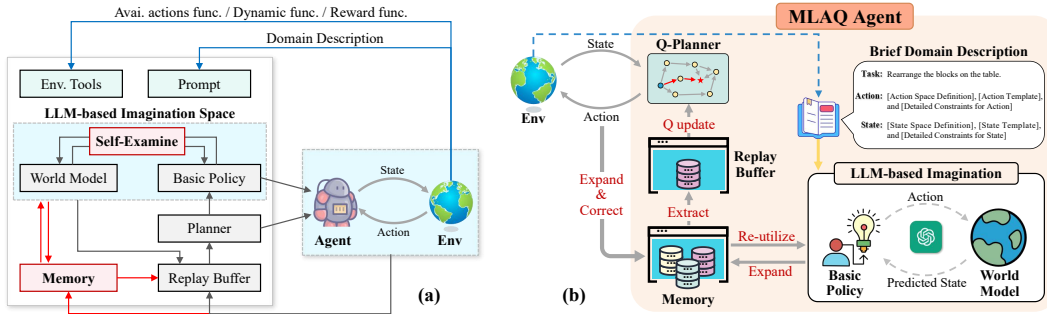 Avai. actions func. / Dynamic func. / Reward func.
Domain Description
Env. Tools
Prompt
LLM-based Imagination Space
Self-Examine
World Model
Basic Policy
Planner
Memory
Replay Buffer
State
Agent
Action
Env
(a)
MLAQ Agent
State
Q-Planner
Env
Action
Q update
Expand
&
Correct
Replay
Buffer
Extract
Memory
Re-utilize
Expand
(b)
Brief Domain Description
Task: Rearrange the blocks on the table.
Action: [Action Space Definition], [Action Template],
and [Detailed Constraints for Action]
State: [State Space Definition], [State Template],
and [Detailed Constraints for State]
LLM-based Imagination
Action
Basic
Policy
Predicted State
World
Model